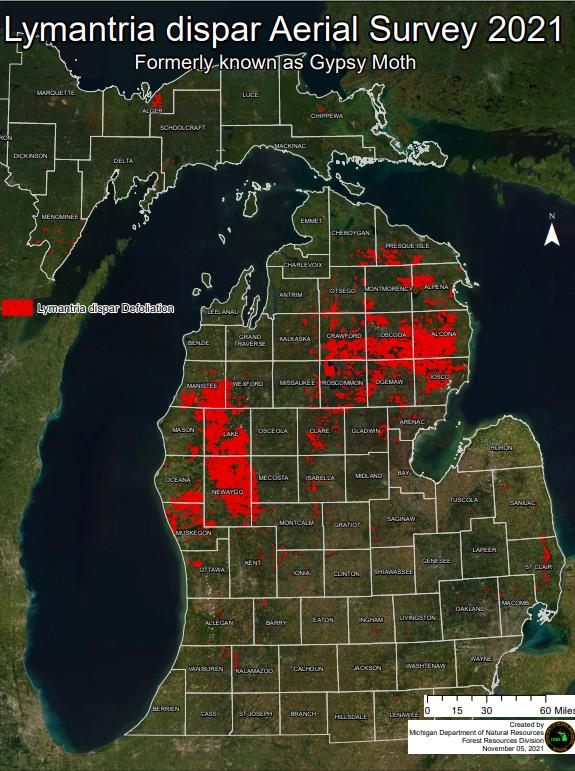 Lymantria dispar Aerial Survey 2021
Formerly known as Gypsy Moth
MARQUETTE
LUCE
ALGER
CHIPPEWA
SCHOOLCRAFT
MACKINAC
DICKINSON
DELTA
MENOMINEE
N
EMMET
CHEBOYGAN
PRESQUE ISLE
CHARLEVOIX
ANTRIM
OTSEGO
MONTMORENCY
ALPENA
Lymantria dispar Defoliation
LEELANAU
BENZIE
GRAND
TRAVERSE
KALKASKA
CRAWFORD
OSCODA
ALCONA
MANISTEE
WEXFORD
MISSAUKEE
ROSCOMMON
OGEMAW
IOSCO
ARENAC
MASON
LAKE
OSCEOLA
CLARE
GLADWIN
HURON
OCEANA
NEWAYGO
MECOSTA
ISABELLA
MIDLAND
BAY
TUSCOLA
SANILAC
MUSKEGON
MONTCALM
GRATIOT
SAGINAW
OTTAWA
KENT
IONIA
CLINTON
SHIAWASSEE
GENESEE
LAPEER
ST CLAIR
ALLEGAN
BARRY
EATON
INGHAM
LIVINGSTON
OAKLAND
MACOMB
VAN BUREN
KALAMAZOO
CALHOUN
JACKSON
WASHTENAW
WAYNE
BERRIEN
CASS
ST JOSEPH
BRANCH
HILLSDALE
LENAWEE
0 15 30 60 Miles
Created by
Michigan Department of Natural Resources
Forest Resources Division
November 05, 2021
DNR